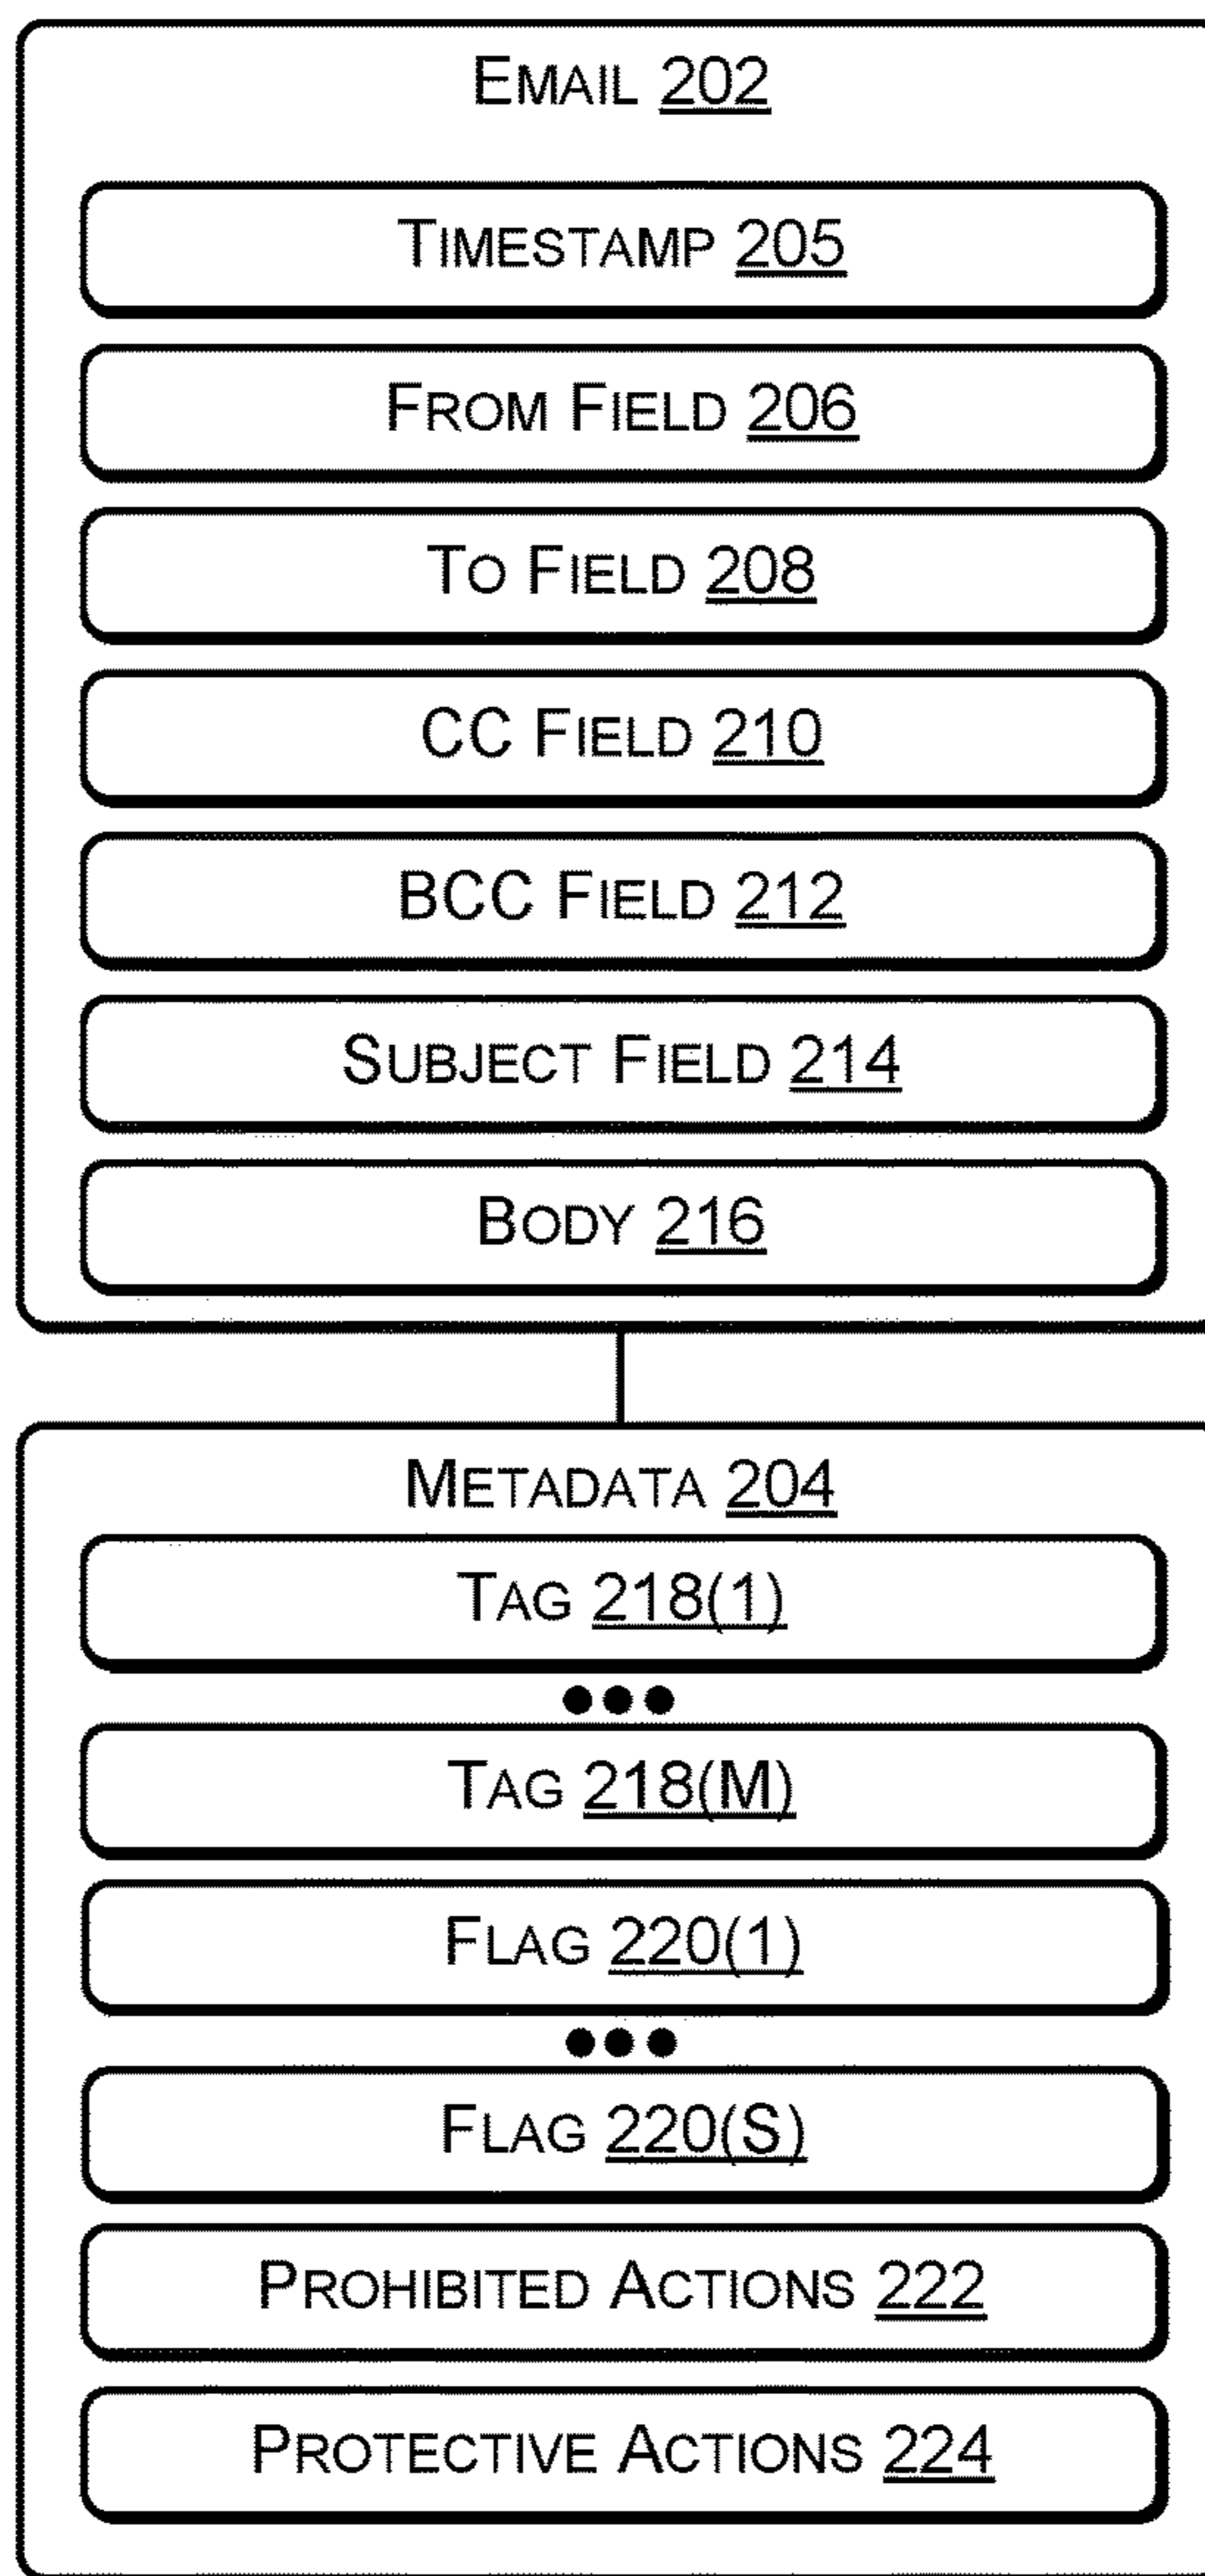 EMAIL 202
TIMESTAMP 205
FROM FIELD 206
TO FIELD 208
CC FIELD 210
BCC FIELD 212
SUBJECT FIELD 214
BODY 216
METADATA 204
TAG 218(1)
•••
TAG 218(M)
FLAG 220(1)
•••
FLAG 220(S)
PROHIBITED ACTIONS 222
PROTECTIVE ACTIONS 224